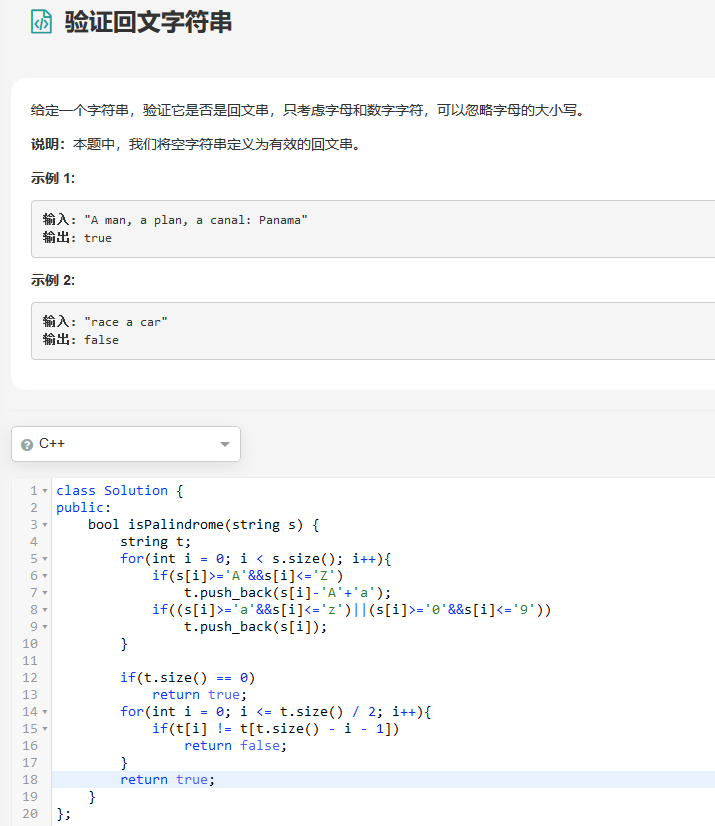 验证回文字符串
给定一个字符串，验证它是否是回文串，只考虑字母和数字字符，可以忽略字母的大小写。
说明：本题中，我们将空字符串定义为有效的回文串。
示例 1:
输入: "A man, a plan, a canal: Panama"
输出: true
示例 2:
输入: "race a car"
输出: false
? C++
1 class Solution {
2 public:
3     bool isPalindrome(string s) {
4         string t;
5         for(int i = 0; i < s.size(); i++){
6             if(s[i]>='A'&&s[i]<='Z')
7                 t.push_back(s[i]-'A'+'a');
8             if((s[i]>='a'&&s[i]<='z')||(s[i]>='0'&&s[i]<='9'))
9                 t.push_back(s[i]);
10         }
11
12         if(t.size() == 0)
13             return true;
14         for(int i = 0; i <= t.size() / 2; i++){
15             if(t[i] != t[t.size() - i - 1])
16                 return false;
17         }
18         return true;
19     }
20 };